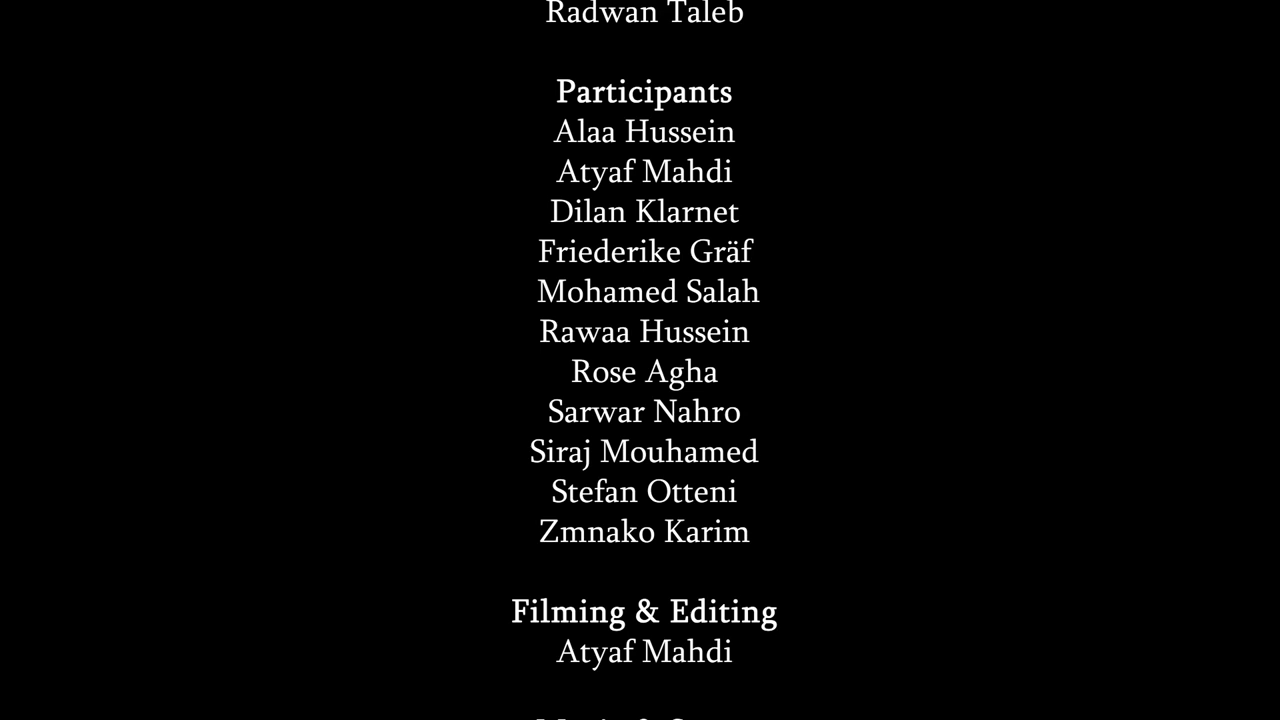 Radwan Taleb
Participants
Alaa Hussein
Atyaf Mahdi
Dilan Klarnet
Friederike Gräf
Mohamed Salah
Rawaa Hussein
Rose Agha
Sarwar Nahro
Siraj Mouhamed
Stefan Otteni
Zmnako Karim
Filming & Editing
Atyaf Mahdi